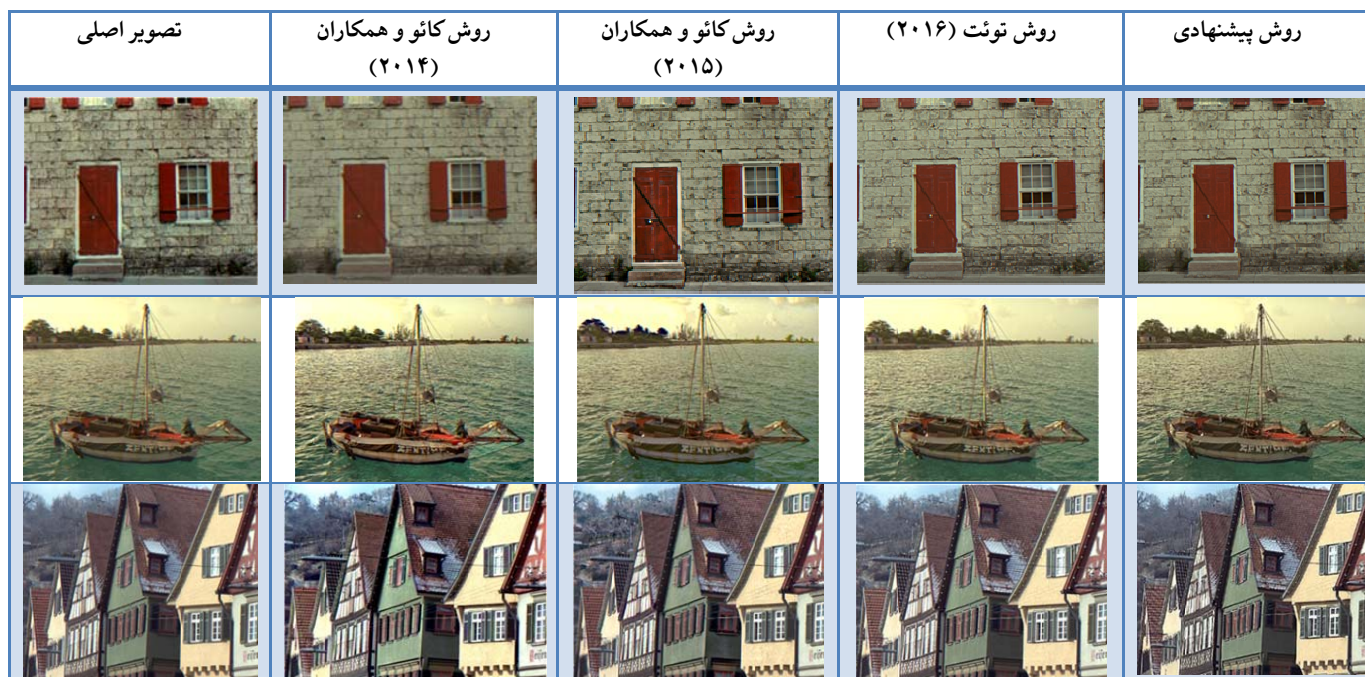 تصویر اصلی
روش کائو و همکاران
(۲۰۱۴)
روش کائو و همکاران
(۲۰۱۵)
روش توئت (۲۰۱۶)
روش پیشنهادی